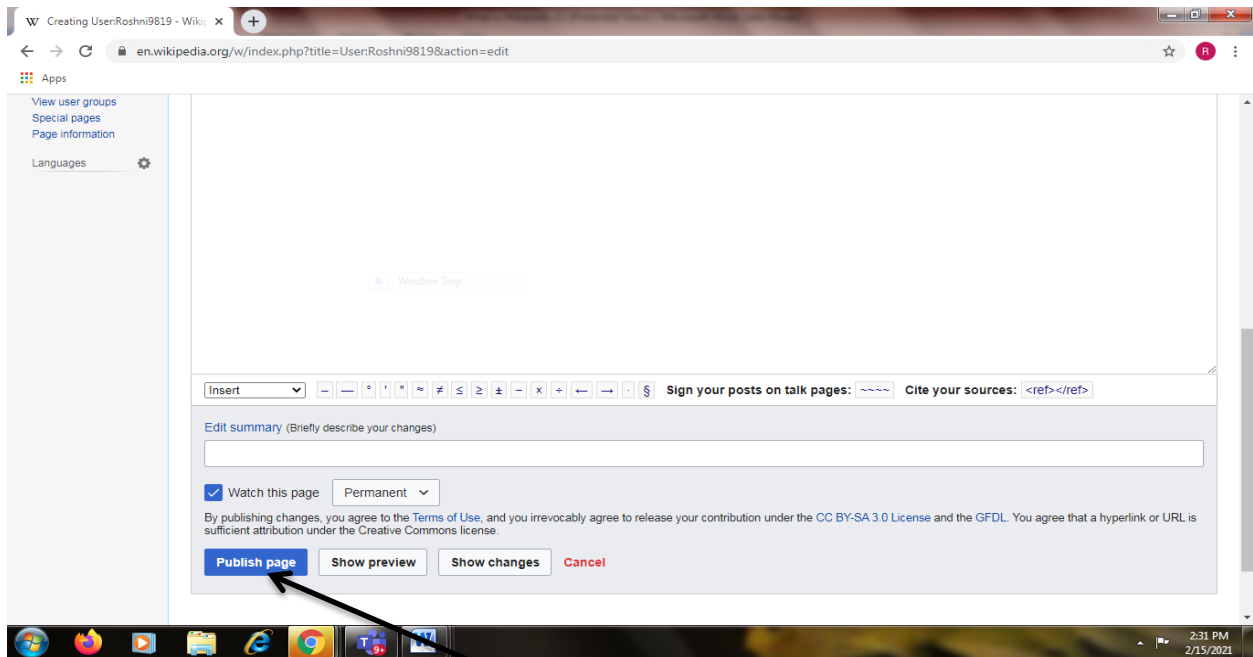 W Creating User:Roshni9819 - Wiki
en.wikipedia.org/w/index.php?title=User:Roshni9819&action=edit
R
Apps
View user groups
Special pages
Page information
Languages
Window Snip
Insert – — ° ′ ″ ≈ ≠ ≤ ≥ ± − × ÷ ← → · § Sign your posts on talk pages: ~~~~ Cite your sources: <ref></ref>
Edit summary (Briefly describe your changes)
Watch this page Permanent
By publishing changes, you agree to the Terms of Use, and you irrevocably agree to release your contribution under the CC BY-SA 3.0 License and the GFDL. You agree that a hyperlink or URL is
sufficient attribution under the Creative Commons license.
Publish page Show preview Show changes Cancel
T 9+ W
2:31 PM
2/15/2021